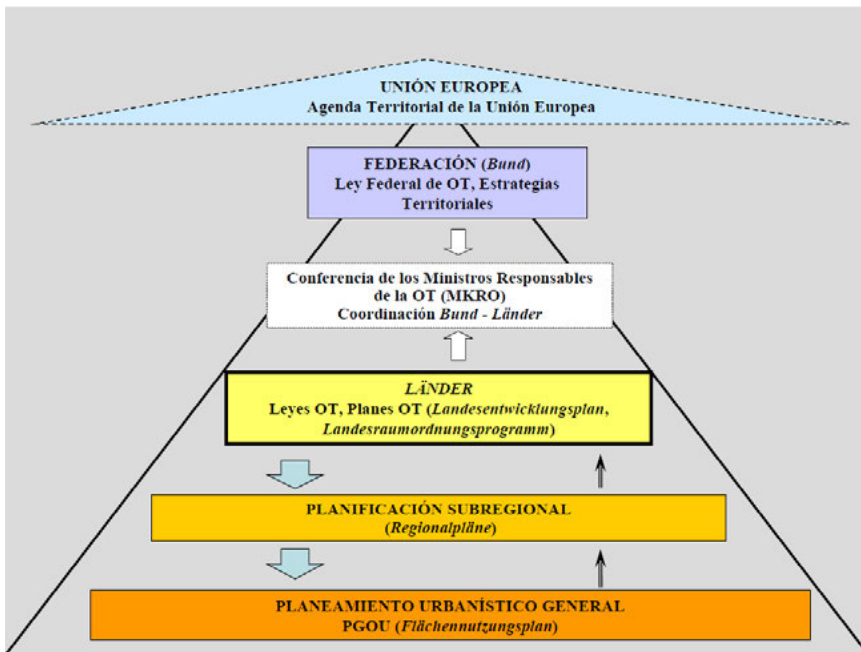 UNIÓN EUROPEA
Agenda Territorial de la Unión Europea
FEDERACIÓN (Bund)
Ley Federal de OT, Estrategias
Territoriales
Conferencia de los Ministros Responsables
de la OT (MKRO)
Coordinación Bund - Länder
LÄNDER
Leyes OT, Planes OT (Landesentwicklungsplan,
Landesraumordnungsprogramm)
PLANIFICACIÓN SUBREGIONAL
(Regionalpläne)
PLANEAMIENTO URBANÍSTICO GENERAL
PGOU (Flächennutzungsplan)